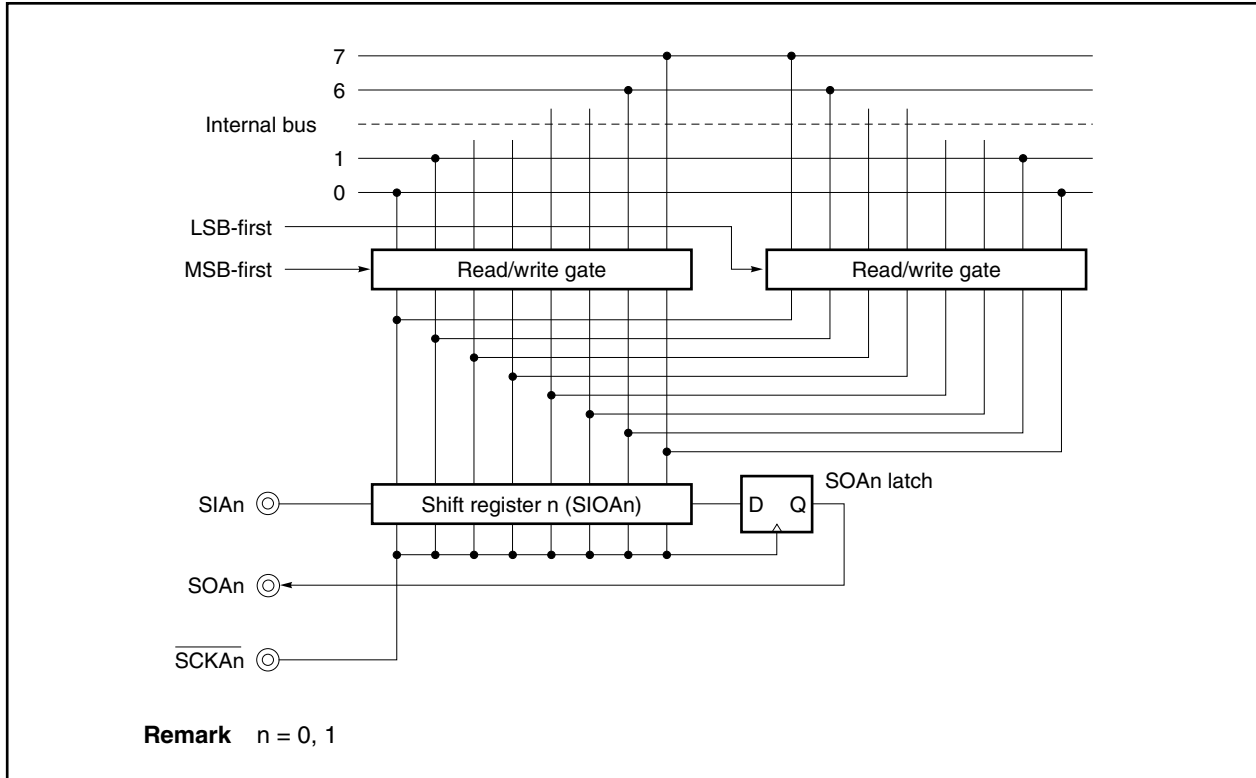 7
6
Internal bus
1
0
LSB-first
MSB-first
Read/write gate
Read/write gate
SIAn
Shift register n (SIOAn)
D Q
SOAn latch
SOAn
SCKAn
Remark n = 0, 1